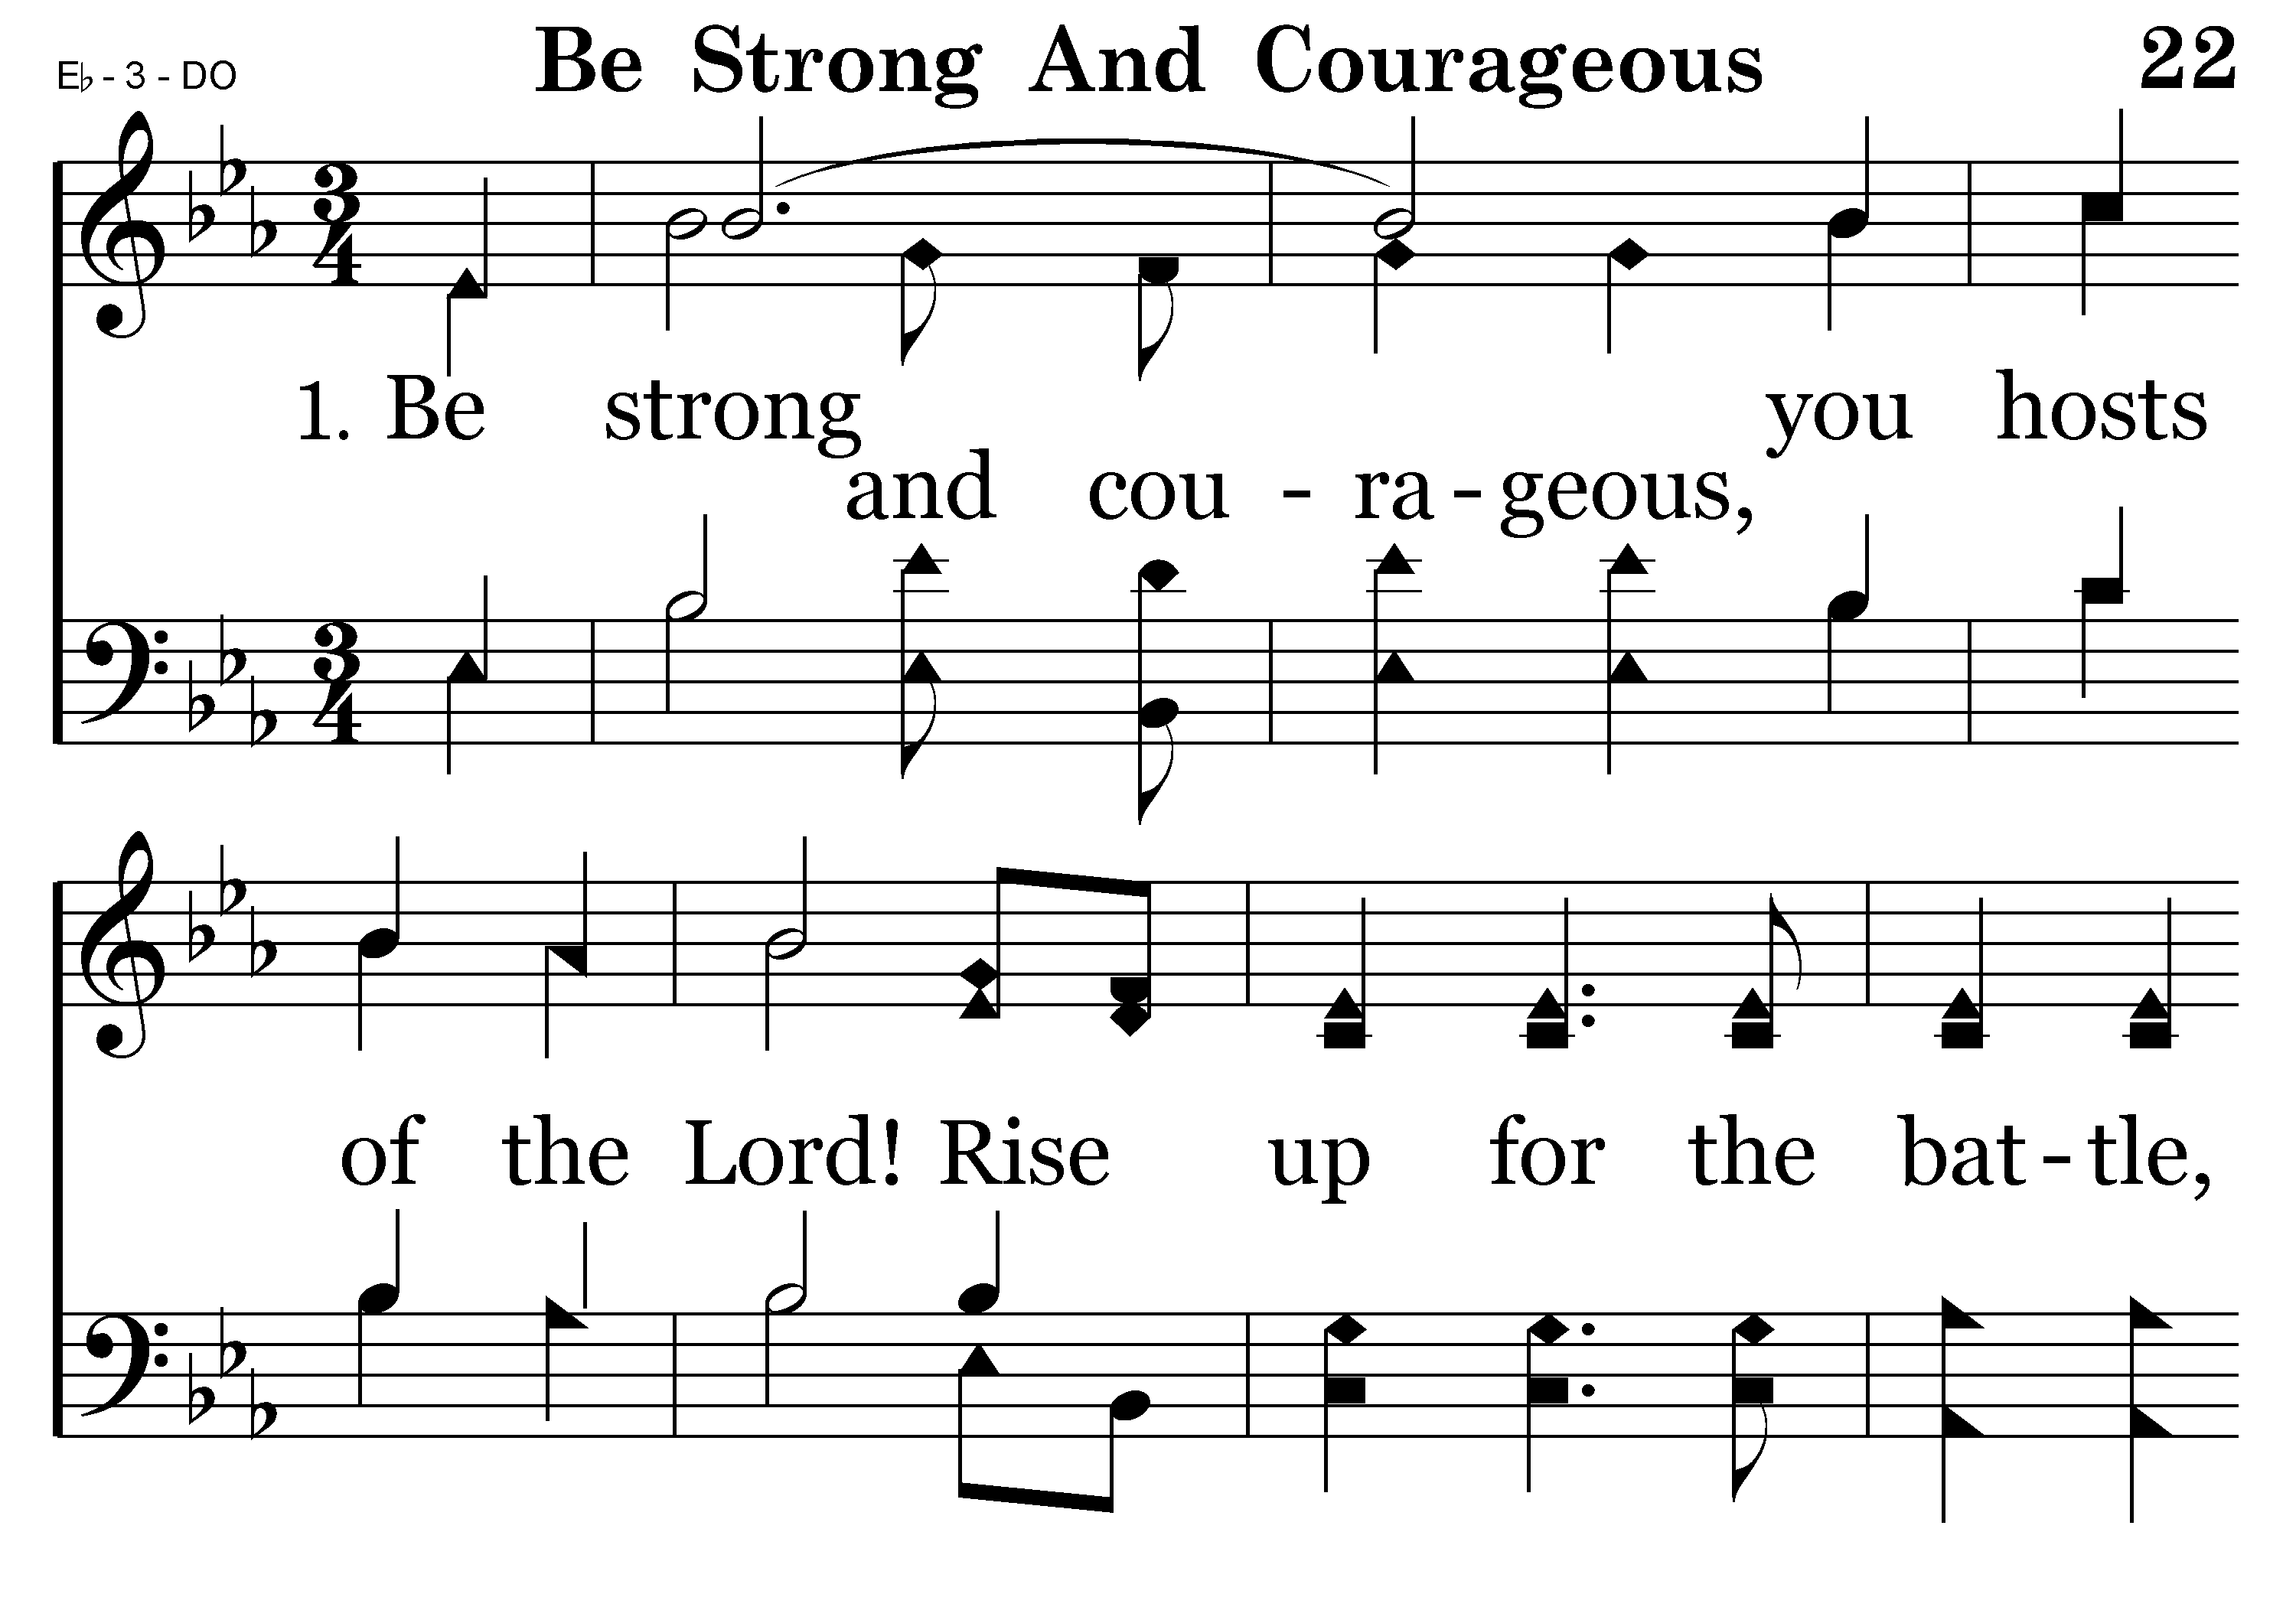 E♭ - 3 - DO Be Strong And Courageous 22
1. Be strong you hosts
and cou - ra - geous,
of the Lord! Rise up for the bat - tle,